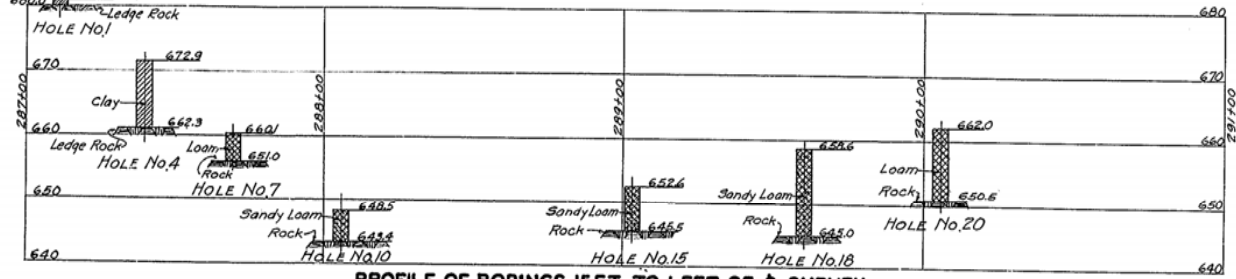 Ledge Rock
HOLE No.1
680
672.9
670
670
Clay
287+00
288+00
289+00
290+00
291+00
662.3
660
Ledge Rock
HOLE No.4
660.1
Loam
651.0
Rock
HOLE No.7
658.6
662.0
660
Loam
650
652.6
Sandy Loam
Rock
650.6
650
648.5
Sandy Loam
Rock
643.4
HOLE No.10
Sandy Loam
Rock
645.5
HOLE No.15
Rock
645.0
HOLE No.18
HOLE No.20
640
640